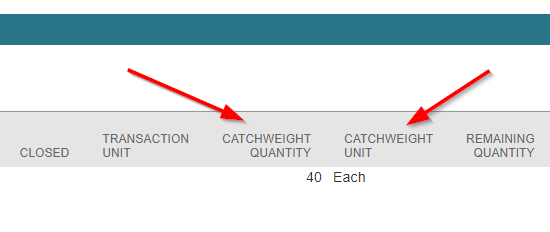 CLOSED
TRANSACTION
UNIT
CATCHWEIGHT
QUANTITY
CATCHWEIGHT
UNIT
REMAINING
QUANTITY
40 Each